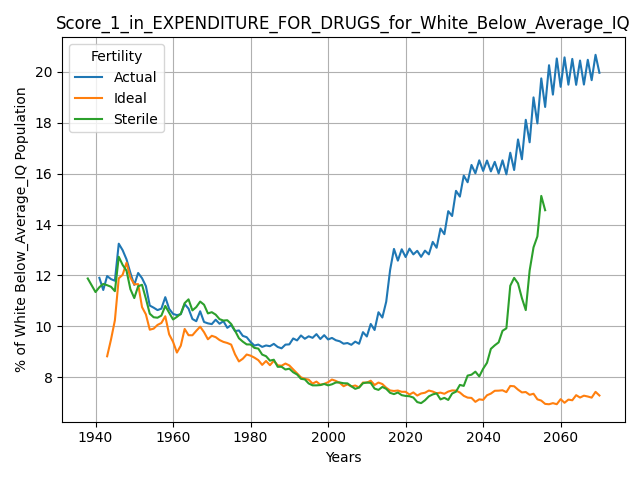 Score_1_in_EXPENDITURE_FOR_DRUGS_for_White_Below_Average_IQ
Fertility
Actual
Ideal
Sterile
% of White Below_Average_IQ Population
20
18
16
14
12
10
8
1940 1960 1980 2000 2020 2040 2060
Years